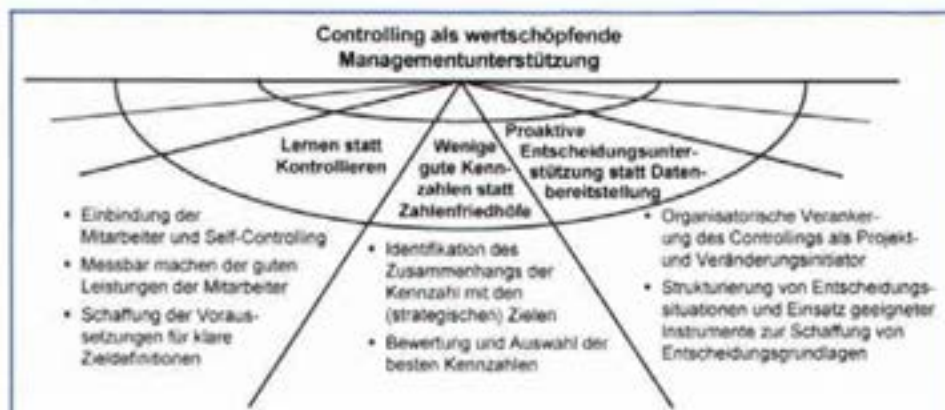 Controlling als wertschöpfende
Managementunterstützung
Lernen statt
Kontrollieren
Wenige
gute Kenn-
zahlen statt
Zahlenfriedhöfe
Proaktive
Entscheidungsunter-
stützung statt Daten-
bereitstellung
• Einbindung der
Mitarbeiter und Self-Controlling
• Messbar machen der guten
Leistungen der Mitarbeiter
• Schaffung der Voraus-
setzungen für klare
Zieldefinitionen
• Identifikation des
Zusammenhangs der
Kennzahl mit den
(strategischen) Zielen
• Bewertung und Auswahl der
besten Kennzahlen
• Organisatorische Veranker-
ung des Controllings als Projekt-
und Veränderungsinitiator
• Strukturierung von Entscheidungs-
situationen und Einsatz geeigneter
Instrumente zur Schaffung von
Entscheidungsgrundlagen